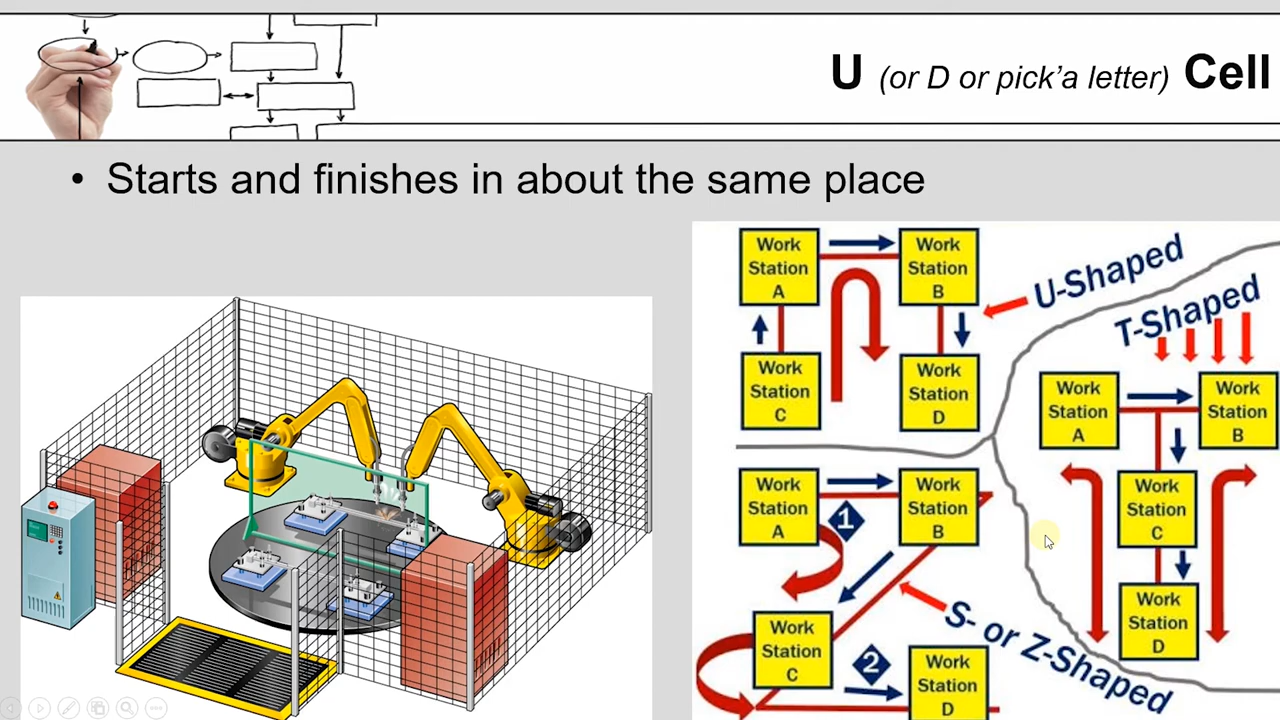 U (or D or pick'a letter) Cell
• Starts and finishes in about the same place
Work
Station
A
Work
Station
B
U-Shaped
Work
Station
C
Work
Station
D
T-Shaped
Work
Station
A
Work
Station
B
Work
Station
C
Work
Station
D
Work
Station
A
1
Work
Station
B
S- or Z-Shaped
Work
Station
C
2
Work
Station
D